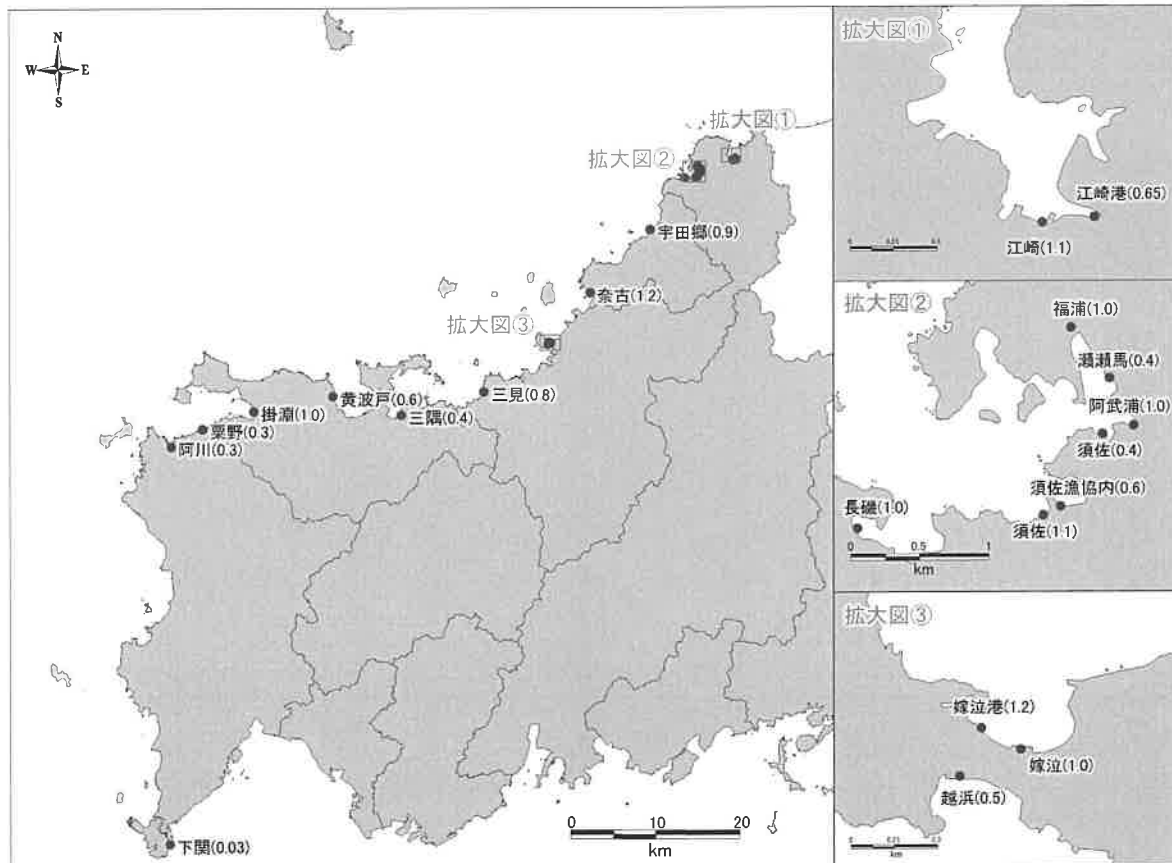 N
W E
S
拡大図①
拡大図②
宇田郷(0.9)
奈古(1.2)
拡大図③
三見(0.8)
黄波戸(0.6)
三隅(0.4)
掛淵(1.0)
粟野(0.3)
阿川(0.3)
下関(0.03)
0 10 20
km
拡大図①
江崎港(0.65)
江崎(1.1)
拡大図②
福浦(1.0)
瀬瀬馬(0.4)
阿武浦(1.0)
須佐(0.4)
須佐漁協内(0.6)
長磯(1.0)
須佐(1.1)
0 0.5 1
km
拡大図③
嫁泣港(1.2)
嫁泣(1.0)
越浜(0.5)
km